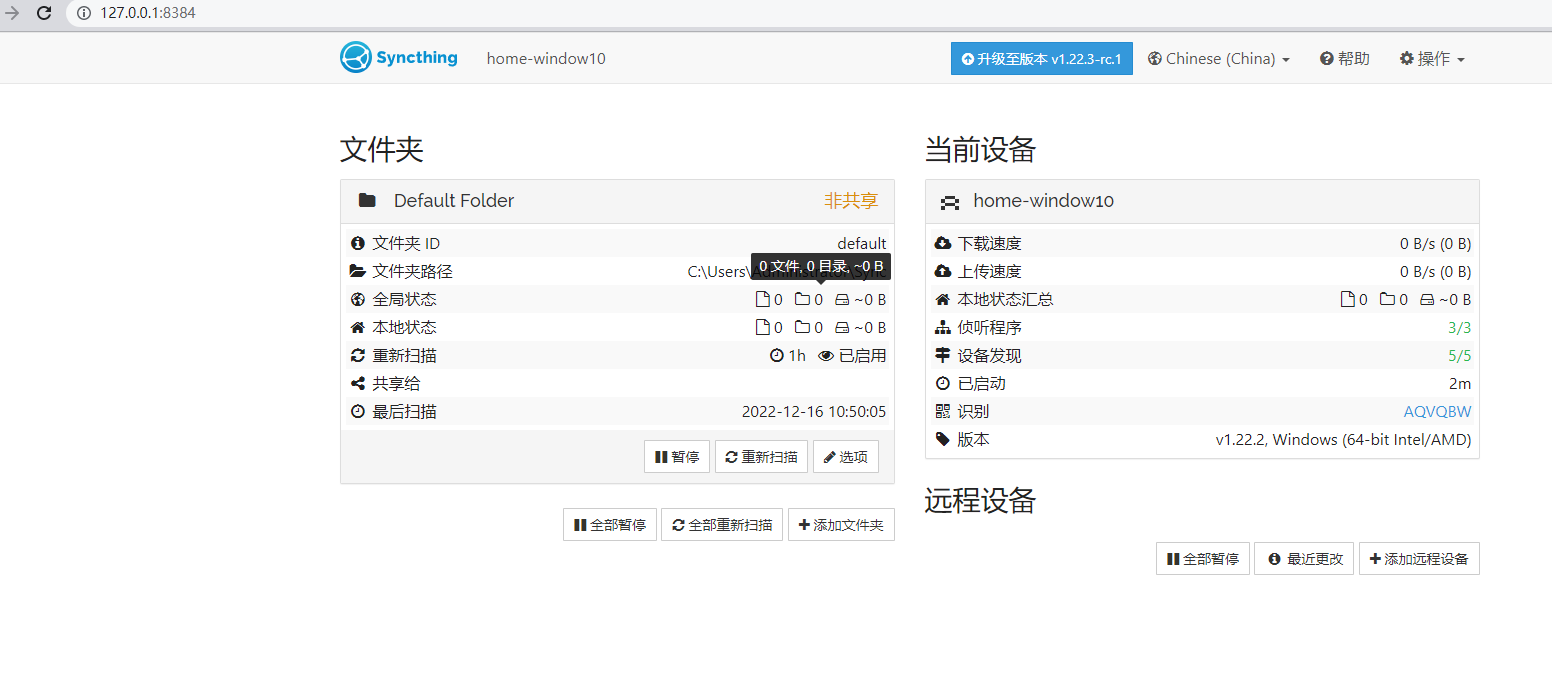 127.0.0.1:8384
Syncthing home-window10 升级至版本 v1.22.3-rc.1 Chinese (China) 帮助 操作
文件夹
Default Folder 非共享
文件夹 ID default
0 文件, 0 目录, ~0 B
文件夹路径 C:\Users\Administrator\Sync
全局状态 0 0 ~0 B
本地状态 0 0 ~0 B
重新扫描 1h 已启用
共享给
最后扫描 2022-12-16 10:50:05
暂停 重新扫描 选项
全部暂停 全部重新扫描 添加文件夹
当前设备
home-window10
下载速度 0 B/s (0 B)
上传速度 0 B/s (0 B)
本地状态汇总 0 0 ~0 B
侦听程序 3/3
设备发现 5/5
已启动 2m
识别 AQVQBW
版本 v1.22.2, Windows (64-bit Intel/AMD)
远程设备
全部暂停 最近更改 添加远程设备